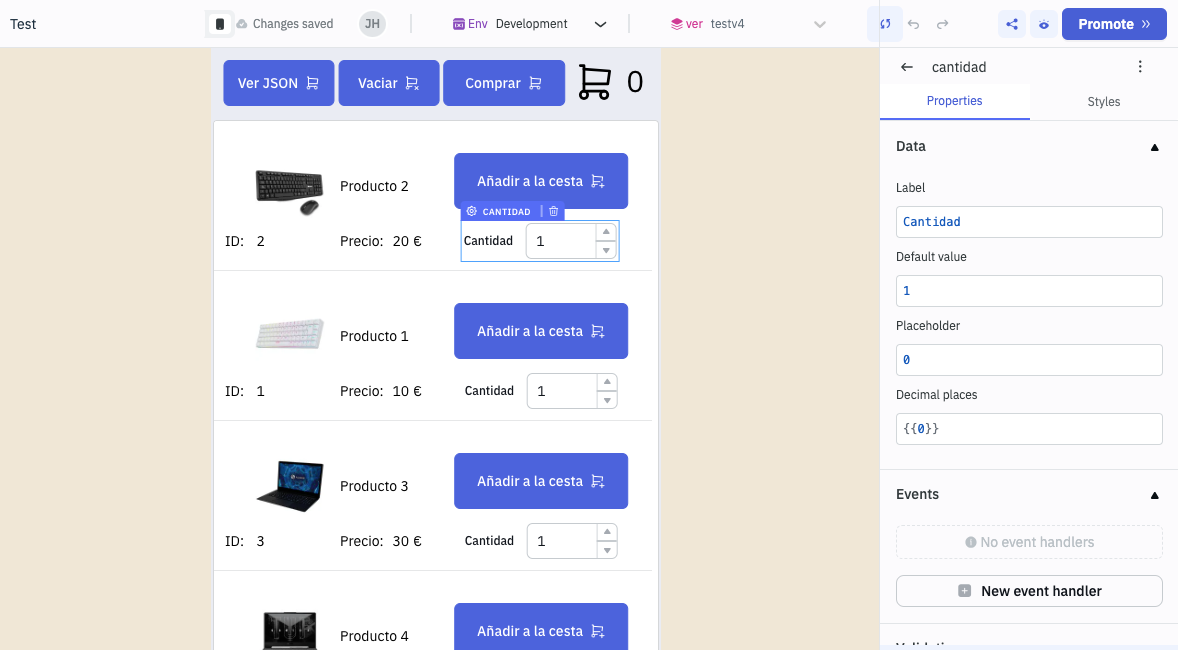 Test
Changes saved
JH
Env Development
ver testv4
Promote
Ver JSON
Vaciar
Comprar
0
Producto 2
Añadir a la cesta
CANTIDAD
ID: 2
Precio: 20 €
Cantidad
1
Producto 1
Añadir a la cesta
ID: 1
Precio: 10 €
Cantidad
1
Producto 3
Añadir a la cesta
ID: 3
Precio: 30 €
Cantidad
1
Producto 4
Añadir a la cesta
cantidad
Properties
Styles
Data
Label
Cantidad
Default value
1
Placeholder
0
Decimal places
{{0}}
Events
No event handlers
New event handler